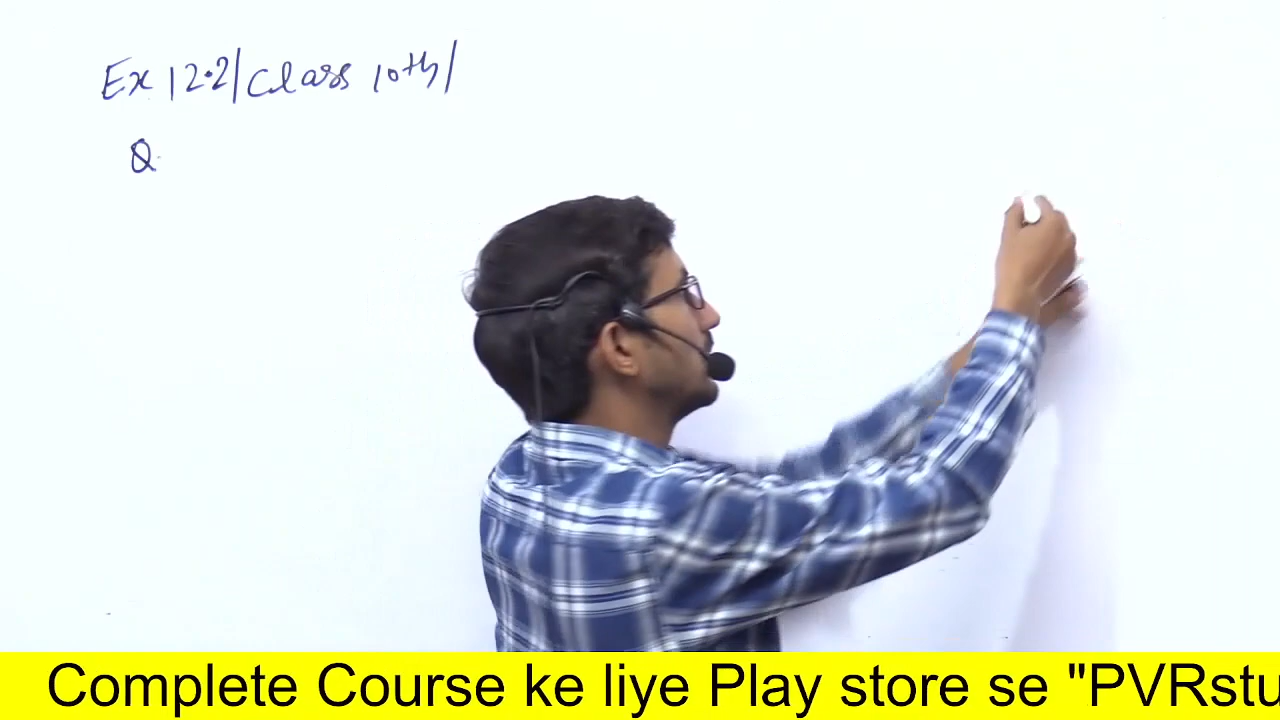 Ex 12.2/Class 10th/
Q
Complete Course ke liye Play store se "PVRstu